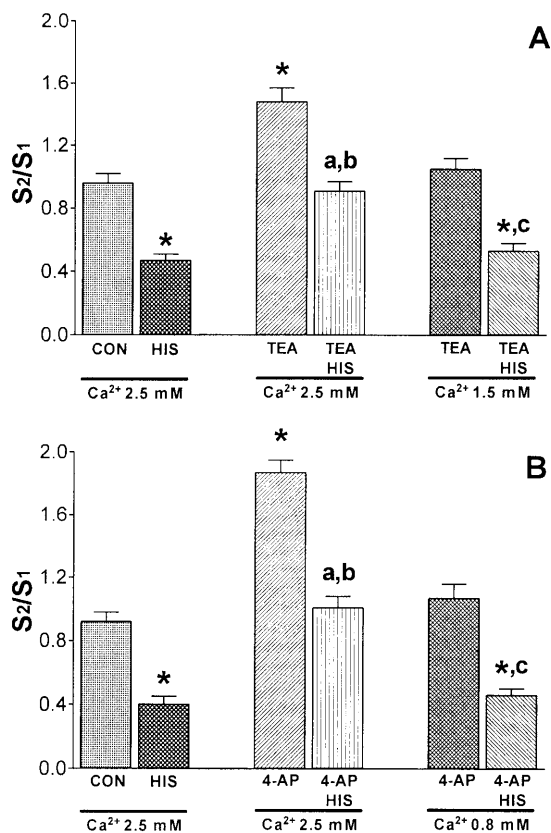 A
S2/S1
1.6
1.2
0.8
0.4
0.0
*
*
a,b
*,c
CON HIS TEA TEA HIS TEA TEA HIS
Ca2+ 2.5 mM Ca2+ 2.5 mM Ca2+ 1.5 mM
B
S2/S1
2.0
1.6
1.2
0.8
0.4
0.0
*
*
a,b
*,c
CON HIS 4-AP 4-AP HIS 4-AP 4-AP HIS
Ca2+ 2.5 mM Ca2+ 2.5 mM Ca2+ 0.8 mM